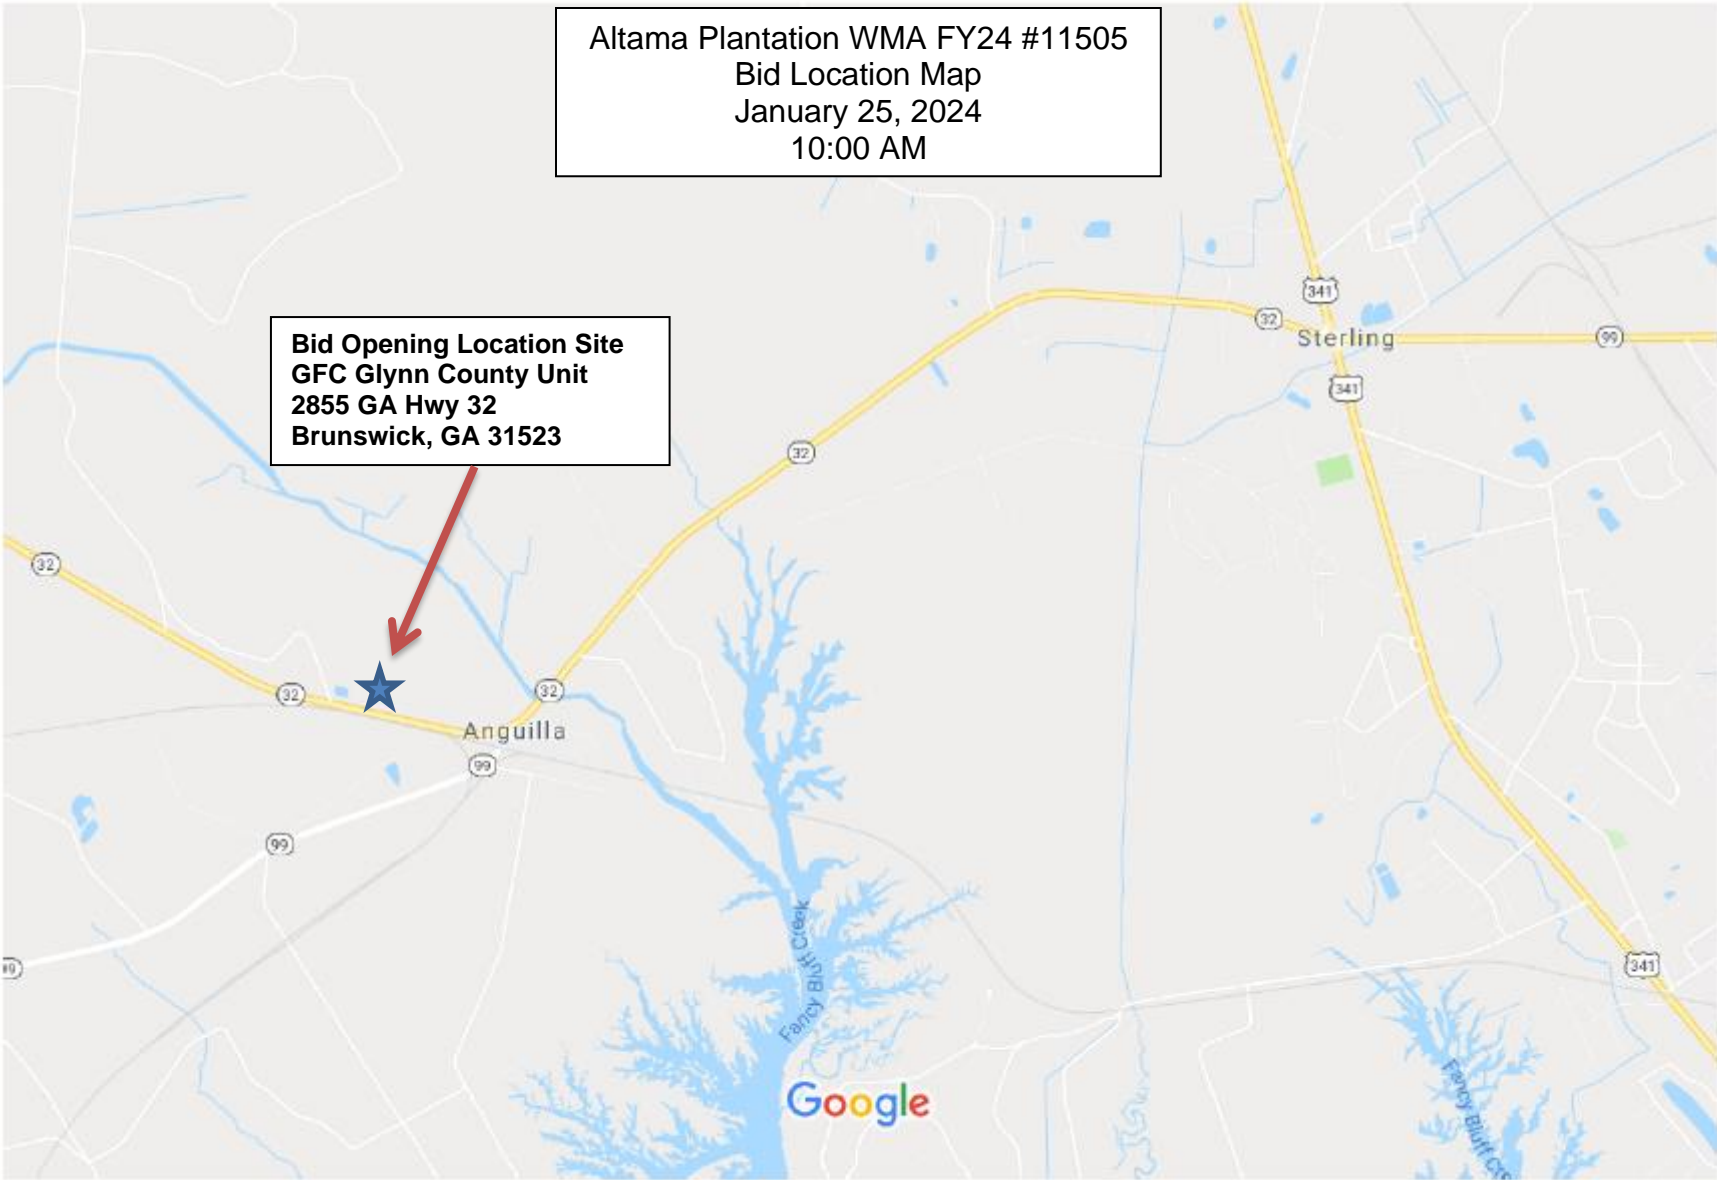 Altama Plantation WMA FY24 #11505
Bid Location Map
January 25, 2024
10:00 AM
341
32
Sterling
99
341
Bid Opening Location Site
GFC Glynn County Unit
2855 GA Hwy 32
Brunswick, GA 31523
32
32
32
32
Anguilla
99
99
Fancy Bluff Creek
341
Google
Fancy Bluff Cre